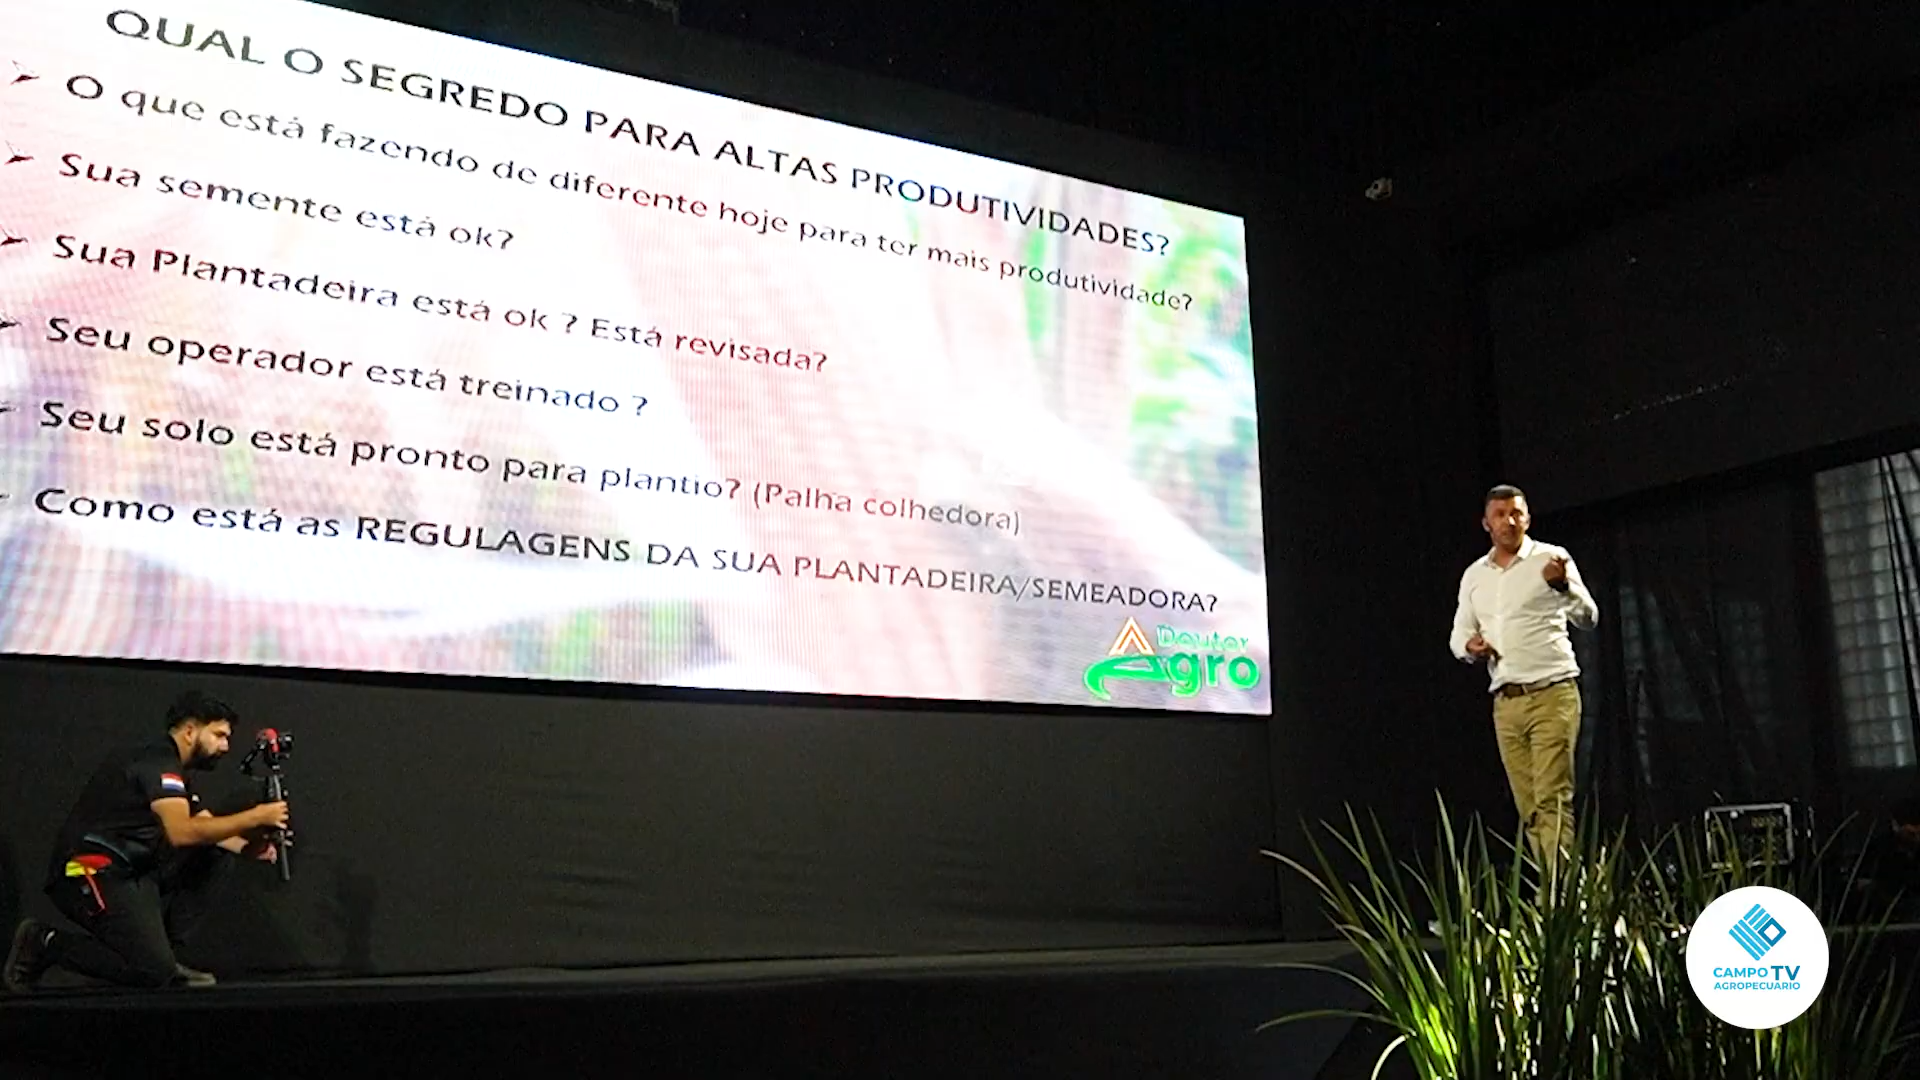 QUAL O SEGREDO PARA ALTAS PRODUTIVIDADES?
O que está fazendo de diferente hoje para ter mais produtividade?
Sua semente está ok?
Sua Plantadeira está ok ? Está revisada?
Seu operador está treinado ?
Seu solo está pronto para plantio? (Palha colhedora)
Como está as REGULAGENS DA SUA PLANTADEIRA/SEMEADORA?
Doutor
Agro
CAMPO TV
AGROPECUARIO